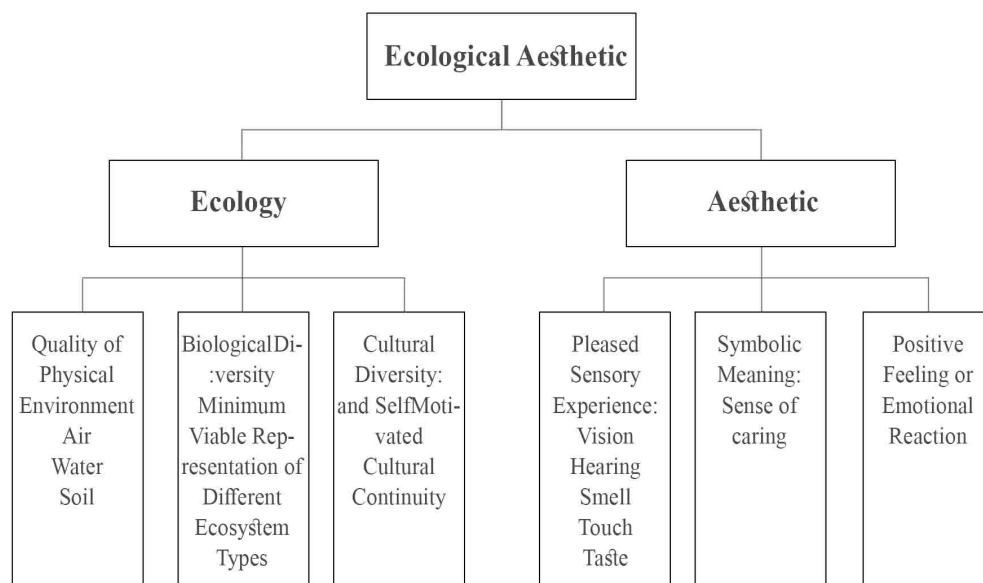 Ecological Aesthetic
Ecology
Aesthetic
Quality of
Physical
Environment
Air
Water
Soil
BiologicalDi-
:versity
Minimum
Viable Rep-
resentation of
Different
Ecosystem
Types
Cultural
Diversity:
and SelfMoti-
vated
Cultural
Continuity
Pleased
Sensory
Experience:
Vision
Hearing
Smell
Touch
Taste
Symbolic
Meaning:
Sense of
caring
Positive
Feeling or
Emotional
Reaction